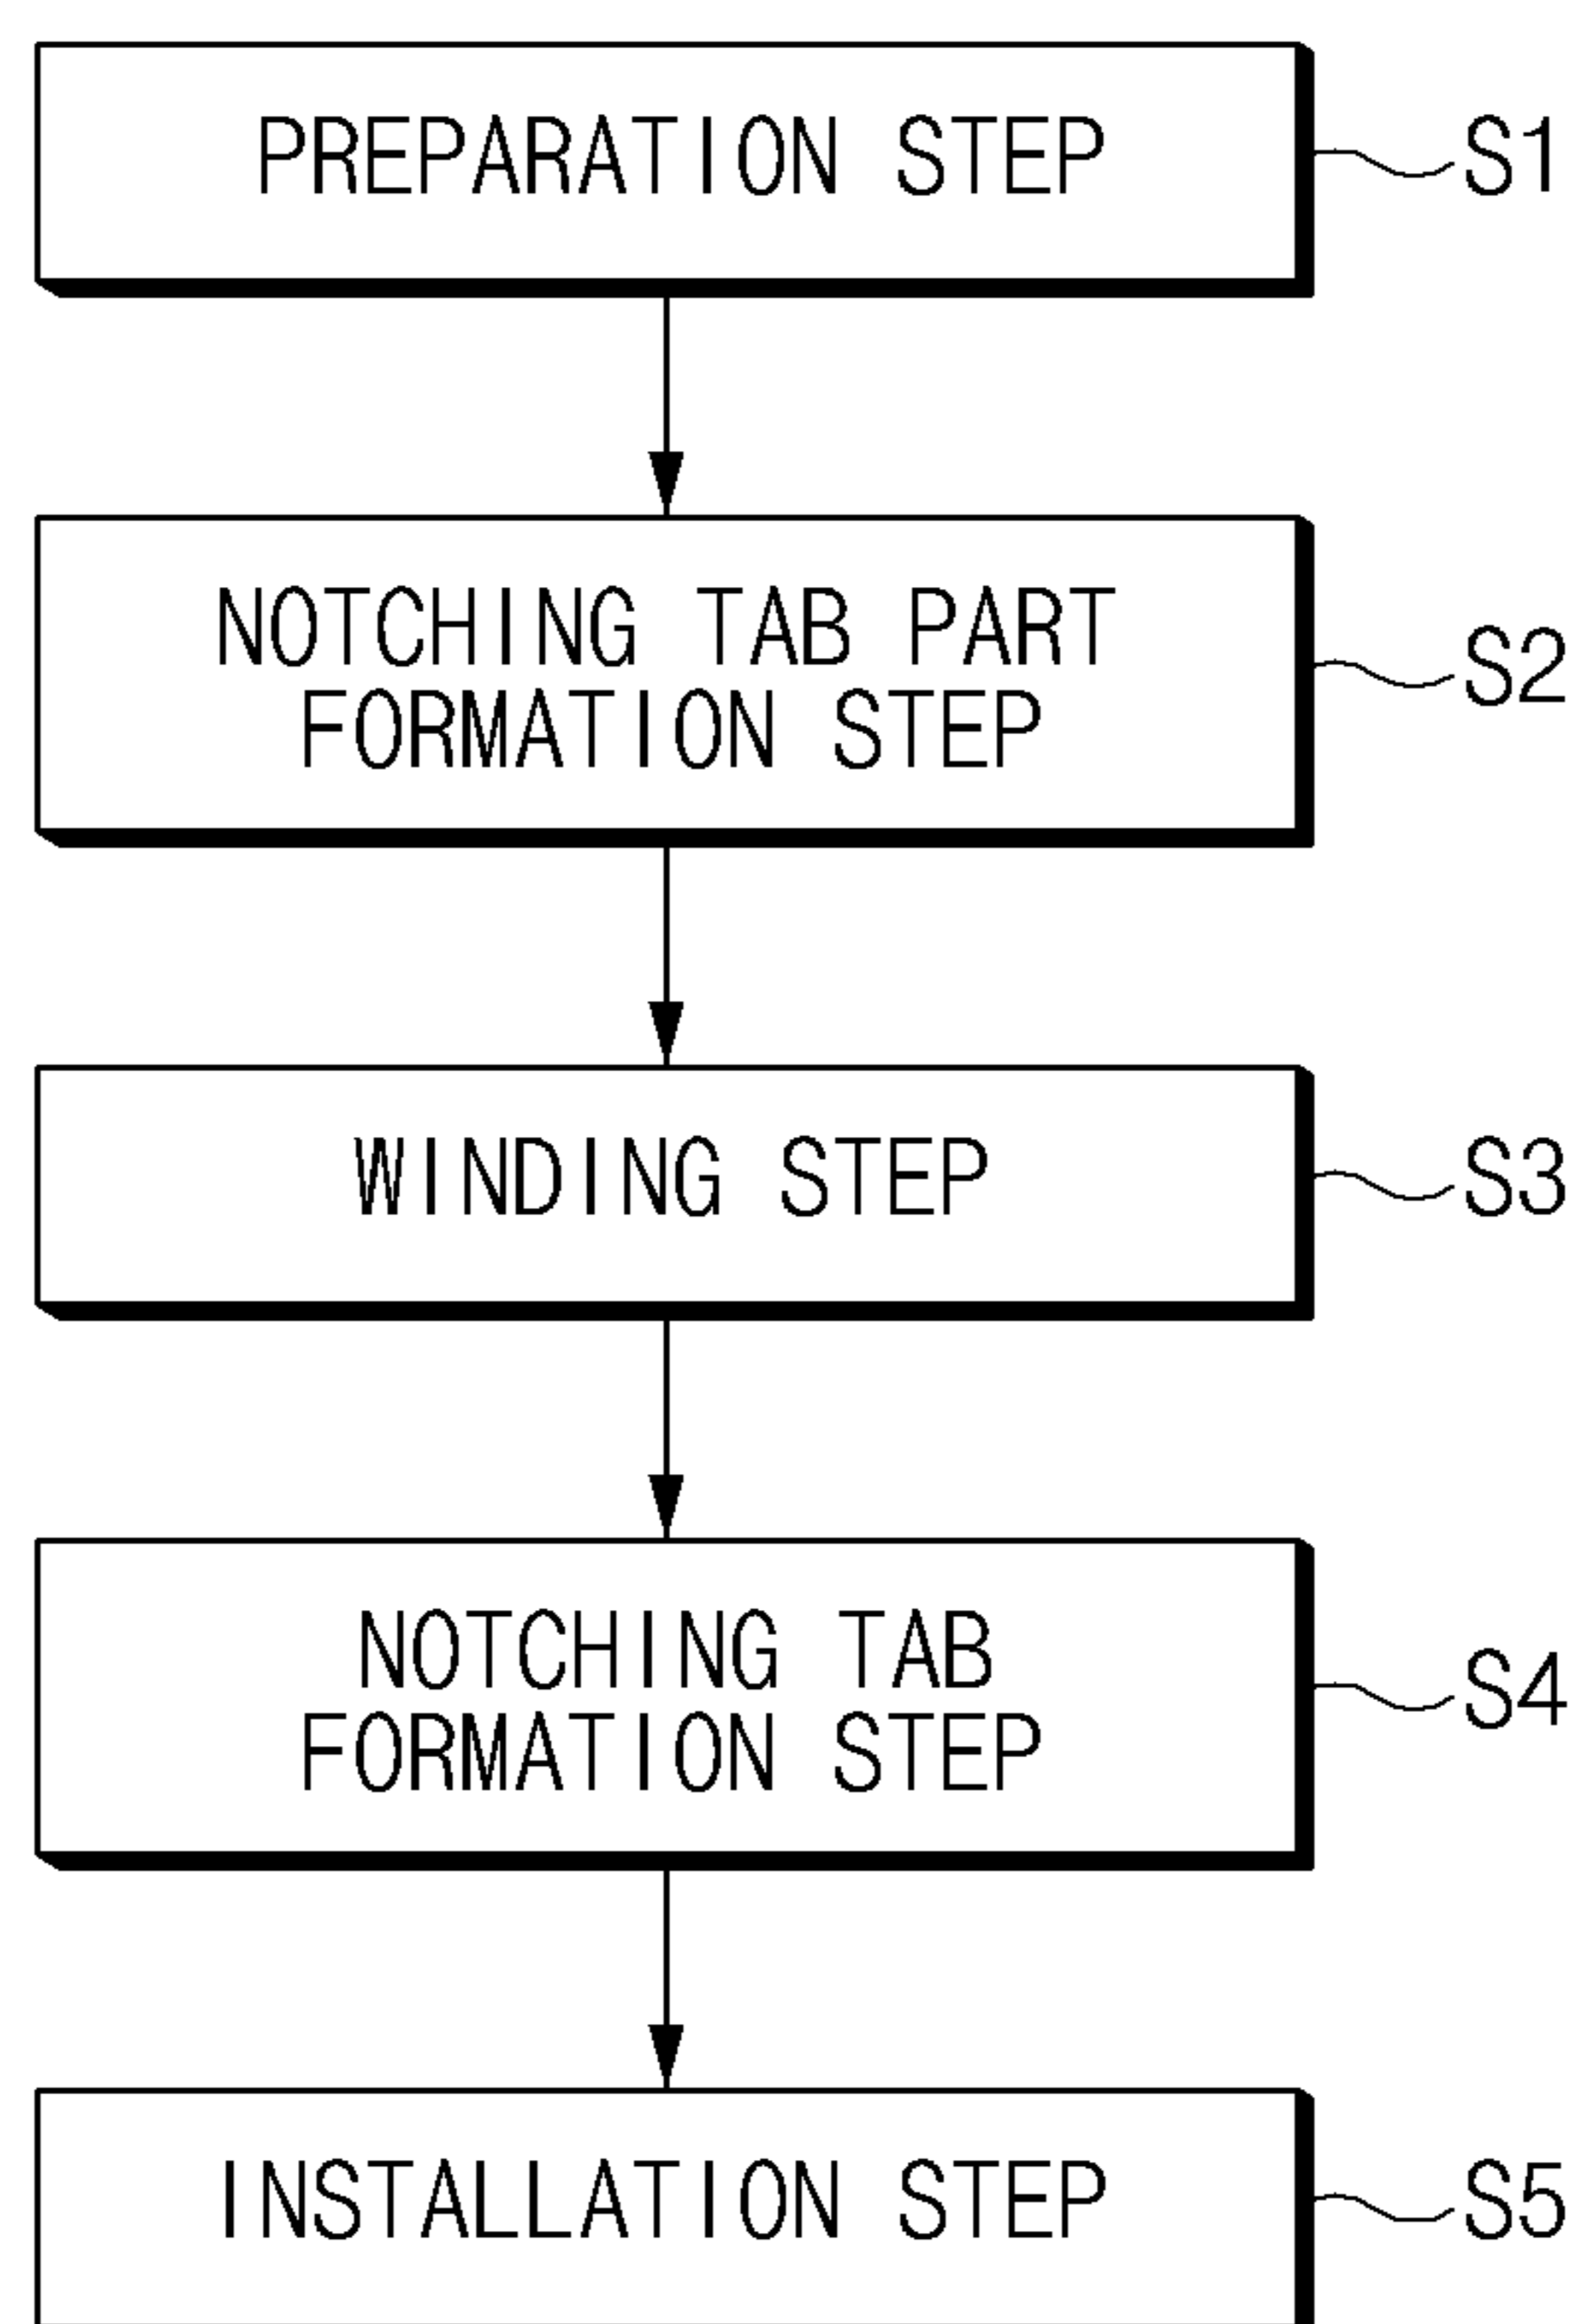 PREPARATION STEP
S1
NOTCHING TAB PART
FORMATION STEP
S2
WINDING STEP
S3
NOTCHING TAB
FORMATION STEP
S4
INSTALLATION STEP
S5